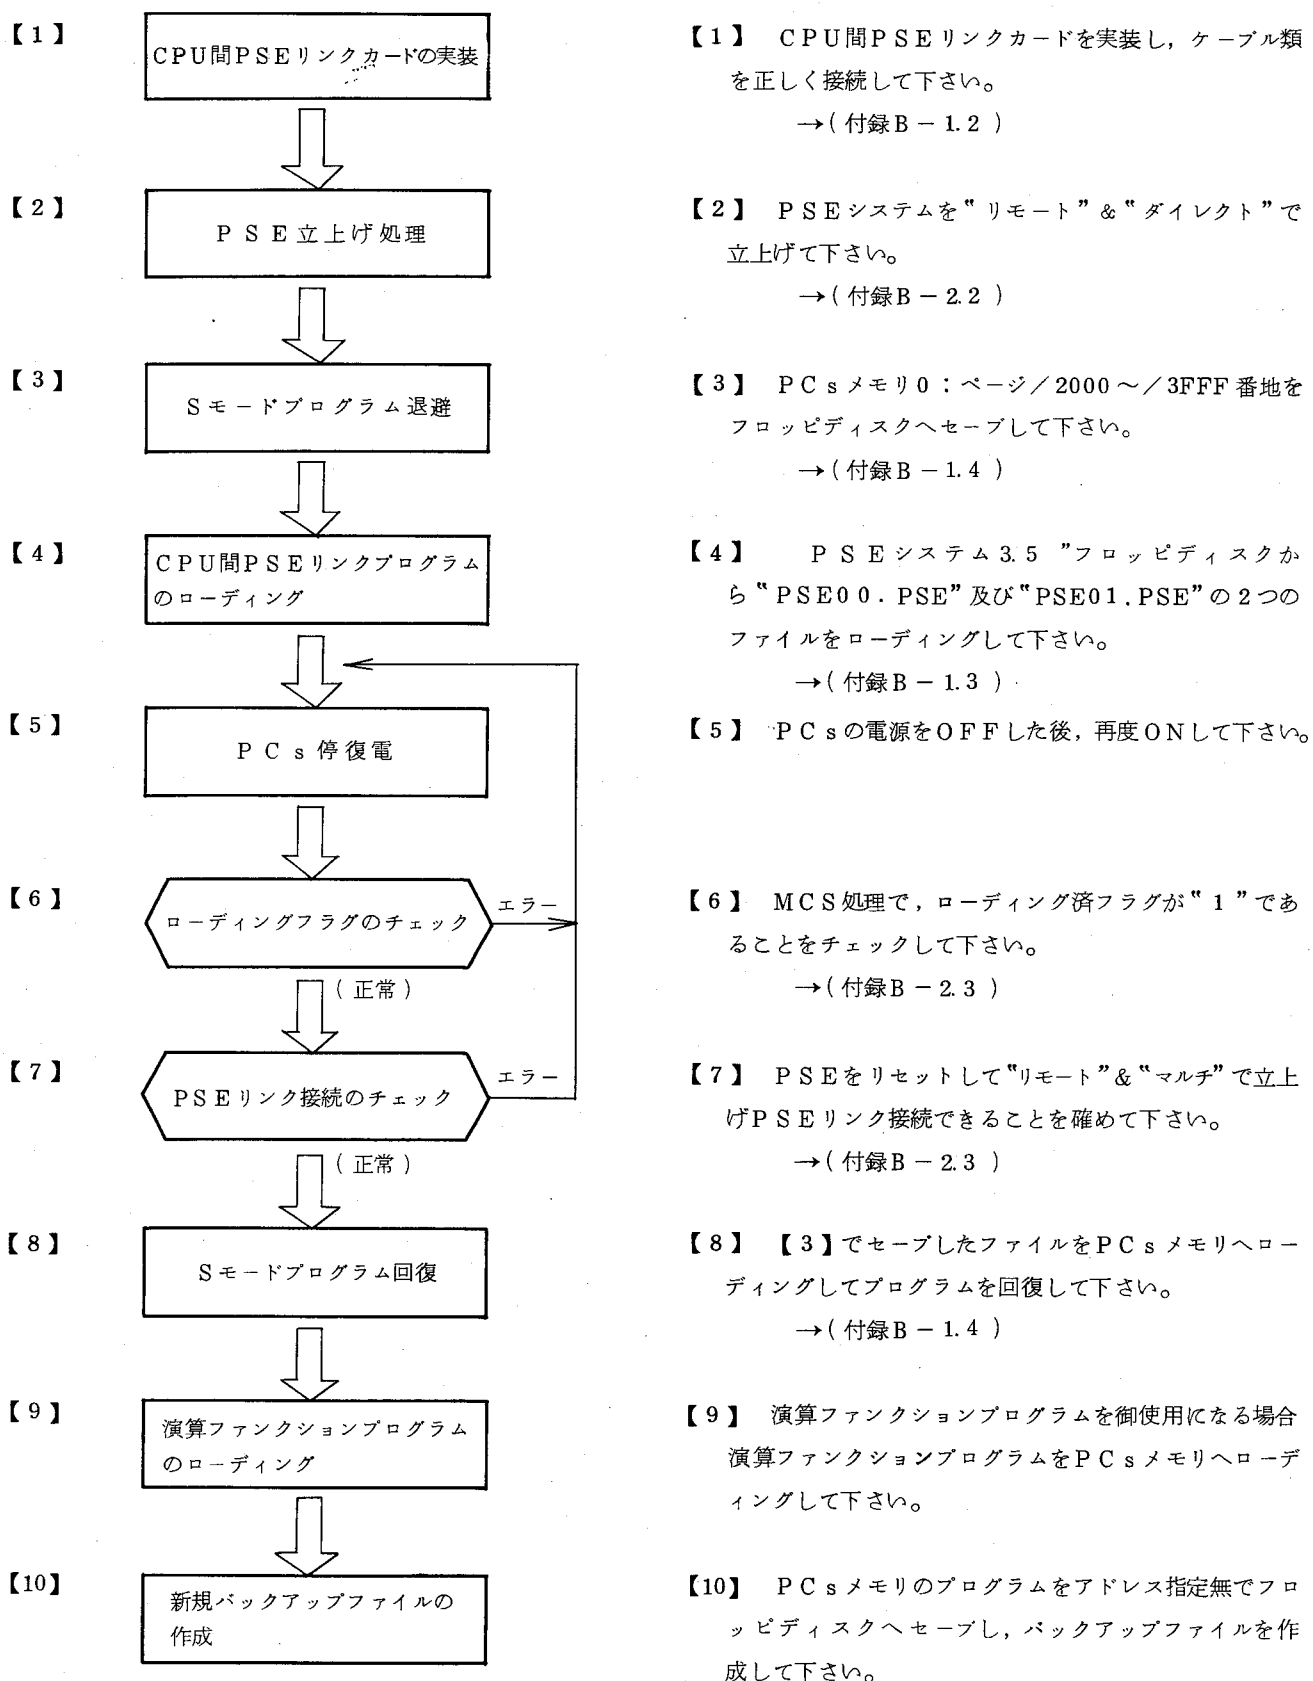 【1】
CPU間PSEリンクカードの実装
【1】 CPU間PSEリンクカードを実装し，ケーブル類
を正しく接続して下さい。
→(付録B－1.2)
【2】
PSE立上げ処理
【2】 PSEシステムを“リモート”&“ダイレクト”で
立上げて下さい。
→(付録B－2.2)
【3】
Sモードプログラム退避
【3】 PCsメモリ0：ページ／2000～／3FFF番地を
フロッピディスクへセーブして下さい。
→(付録B－1.4)
【4】
CPU間PSEリンクプログラム
のローディング
【4】 PSEシステム3.5”フロッピディスクか
ら“PSE00．PSE”及び“PSE01．PSE”の2つの
ファイルをローディングして下さい。
→(付録B－1.3)
【5】
PCs停復電
【5】 PCsの電源をOFFした後，再度ONして下さい。
【6】
ローディングフラグのチェック
エラー
(正常)
【6】 MCS処理で，ローディング済フラグが“1”であ
ることをチェックして下さい。
→(付録B－2.3)
【7】
PSEリンク接続のチェック
エラー
(正常)
【7】 PSEをリセットして“リモート”&“マルチ”で立上
げPSEリンク接続できることを確めて下さい。
→(付録B－2.3)
【8】
Sモードプログラム回復
【8】 【3】でセーブしたファイルをPCsメモリへロー
ディングしてプログラムを回復して下さい。
→(付録B－1.4)
【9】
演算ファンクションプログラム
のローディング
【9】 演算ファンクションプログラムを御使用になる場合
演算ファンクションプログラムをPCsメモリへローデ
ィングして下さい。
【10】
新規バックアップファイルの
作成
【10】 PCsメモリのプログラムをアドレス指定無でフロ
ッピディスクへセーブし，バックアップファイルを作
成して下さい。